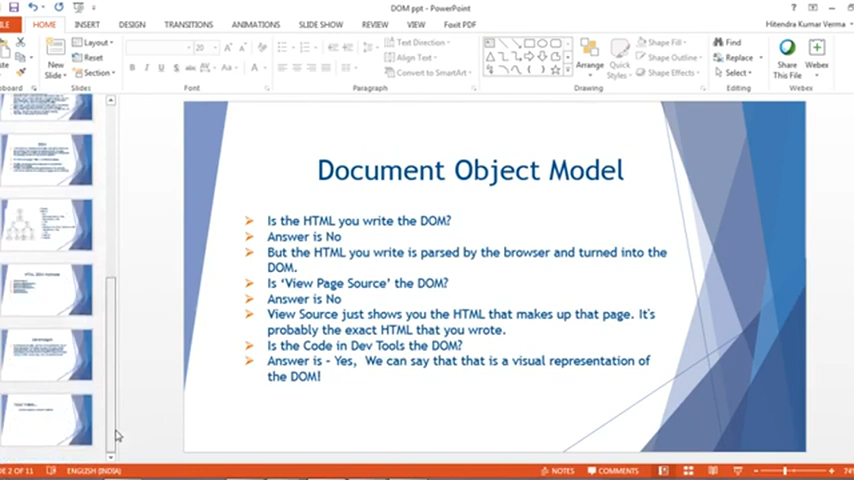 DOM ppt - PowerPoint
FILE HOME INSERT DESIGN TRANSITIONS ANIMATIONS SLIDE SHOW REVIEW VIEW Foxit PDF
Hitendra Kumar Verma
New
Slide
Layout
Reset
Section
Slides
20
Font
Text Direction
Align Text
Convert to SmartArt
Paragraph
Arrange
Quick
Styles
Shape Fill
Shape Outline
Shape Effects
Drawing
Find
Replace
Select
Editing
Share
This File
Webex
Webex
Document Object Model
Is the HTML you write the DOM?
Answer is No
But the HTML you write is parsed by the browser and turned into the
DOM.
Is ‘View Page Source’ the DOM?
Answer is No
View Source just shows you the HTML that makes up that page. It's
probably the exact HTML that you wrote.
Is the Code in Dev Tools the DOM?
Answer is - Yes, We can say that that is a visual representation of
the DOM!
DE 2 OF 11 ENGLISH (INDIA) NOTES COMMENTS 74%